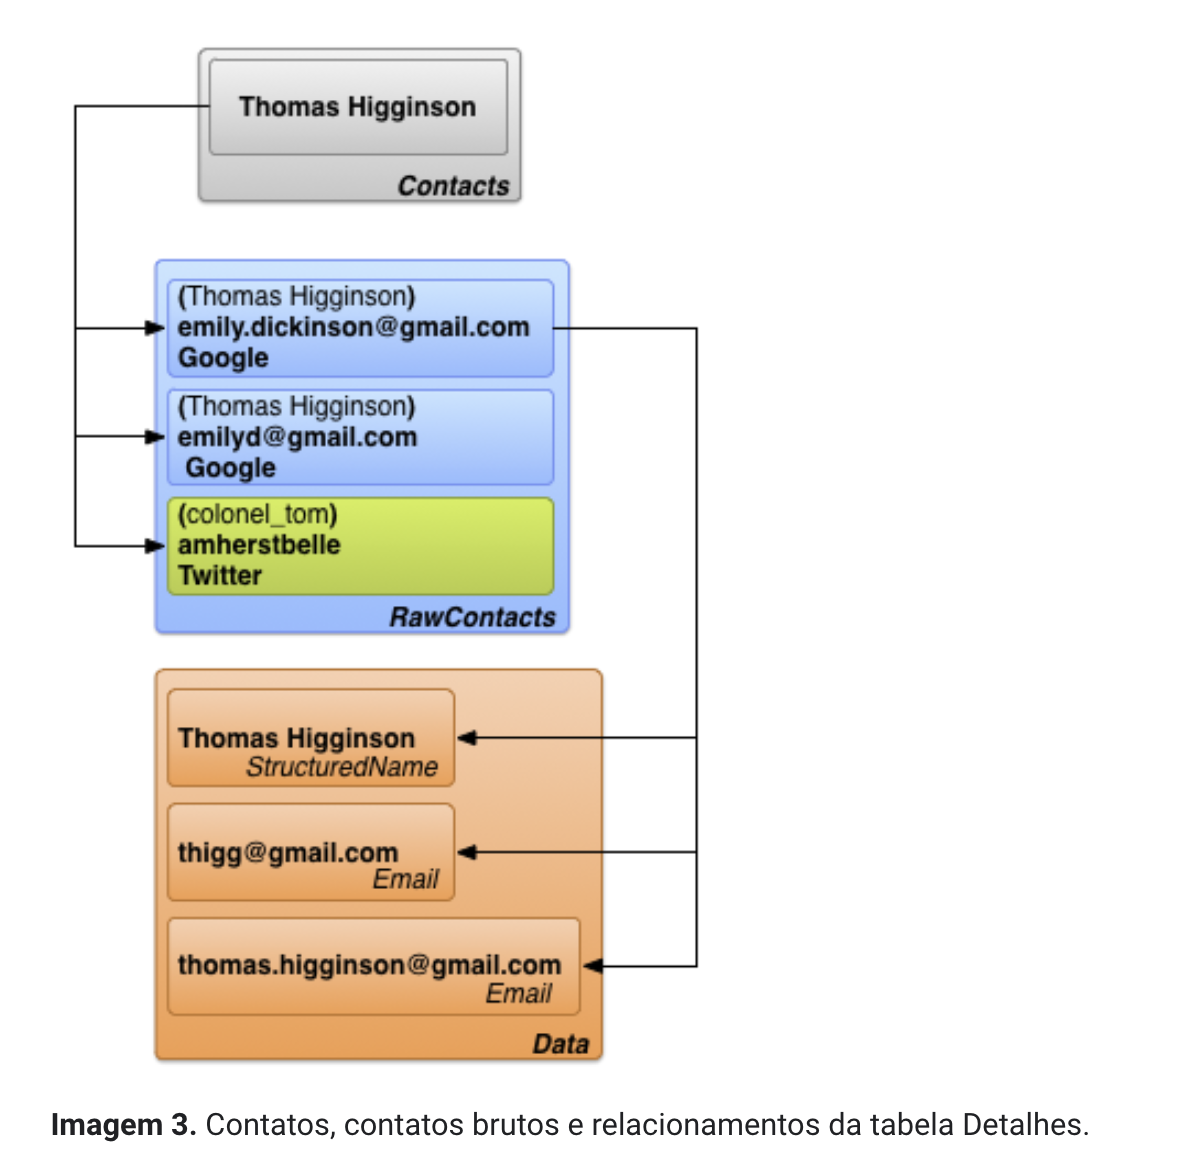 Thomas Higginson
Contacts
(Thomas Higginson)
emily.dickinson@gmail.com
Google
(Thomas Higginson)
emilyd@gmail.com
Google
(colonel_tom)
amherstbelle
Twitter
RawContacts
Thomas Higginson
StructuredName
thigg@gmail.com
Email
thomas.higginson@gmail.com
Email
Data
Imagem 3. Contatos, contatos brutos e relacionamentos da tabela Detalhes.